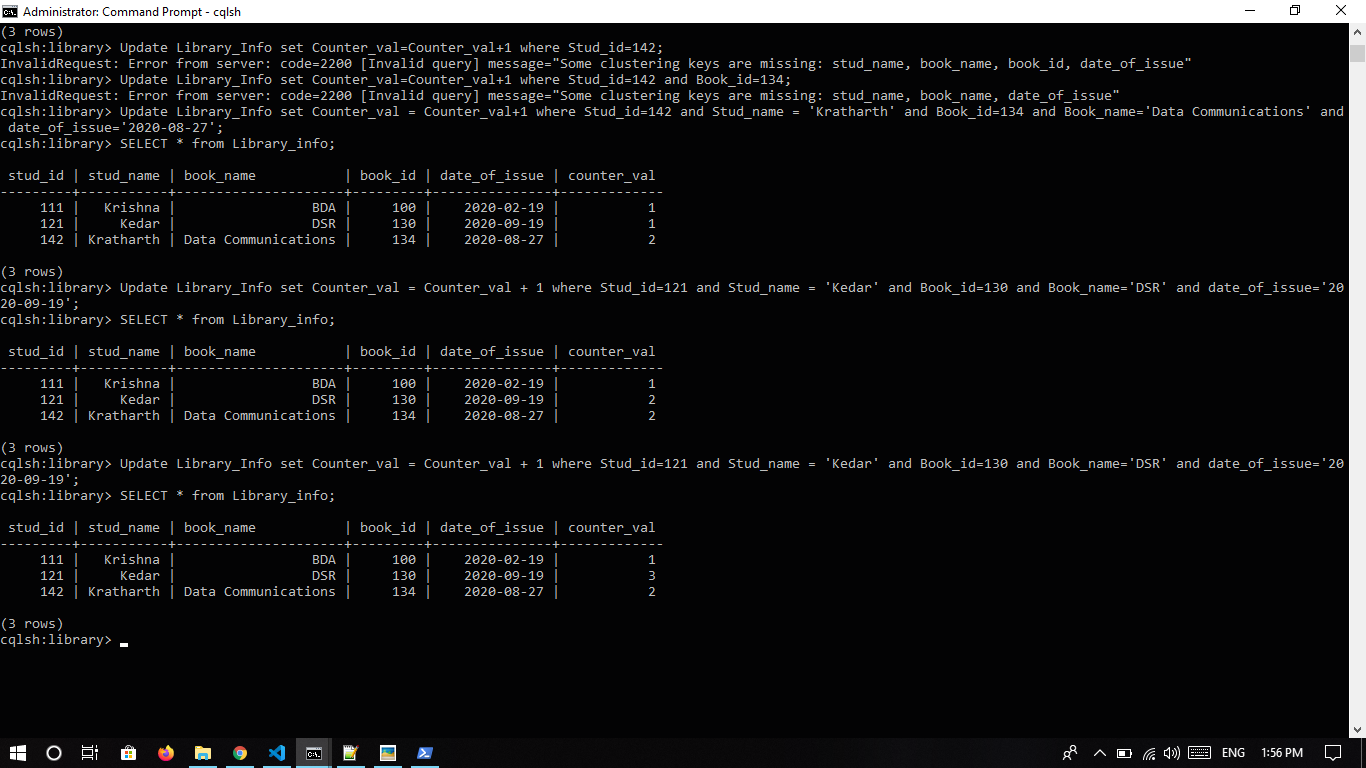 Administrator: Command Prompt - cqlsh
(3 rows)
cqlsh:library> Update Library_Info set Counter_val=Counter_val+1 where Stud_id=142;
InvalidRequest: Error from server: code=2200 [Invalid query] message="Some clustering keys are missing: stud_name, book_name, book_id, date_of_issue"
cqlsh:library> Update Library_Info set Counter_val=Counter_val+1 where Stud_id=142 and Book_id=134;
InvalidRequest: Error from server: code=2200 [Invalid query] message="Some clustering keys are missing: stud_name, book_name, date_of_issue"
cqlsh:library> Update Library_Info set Counter_val = Counter_val+1 where Stud_id=142 and Stud_name = 'Kratharth' and Book_id=134 and Book_name='Data Communications' and
 date_of_issue='2020-08-27';
cqlsh:library> SELECT * from Library_info;
 stud_id | stud_name | book_name           | book_id | date_of_issue | counter_val
---------+-----------+---------------------+---------+---------------+-------------
     111 |   Krishna |                 BDA |     100 |    2020-02-19 |           1
     121 |     Kedar |                 DSR |     130 |    2020-09-19 |           1
     142 | Kratharth | Data Communications |     134 |    2020-08-27 |           2
(3 rows)
cqlsh:library> Update Library_Info set Counter_val = Counter_val + 1 where Stud_id=121 and Stud_name = 'Kedar' and Book_id=130 and Book_name='DSR' and date_of_issue='20
20-09-19';
cqlsh:library> SELECT * from Library_info;
 stud_id | stud_name | book_name           | book_id | date_of_issue | counter_val
---------+-----------+---------------------+---------+---------------+-------------
     111 |   Krishna |                 BDA |     100 |    2020-02-19 |           1
     121 |     Kedar |                 DSR |     130 |    2020-09-19 |           2
     142 | Kratharth | Data Communications |     134 |    2020-08-27 |           2
(3 rows)
cqlsh:library> Update Library_Info set Counter_val = Counter_val + 1 where Stud_id=121 and Stud_name = 'Kedar' and Book_id=130 and Book_name='DSR' and date_of_issue='20
20-09-19';
cqlsh:library> SELECT * from Library_info;
 stud_id | stud_name | book_name           | book_id | date_of_issue | counter_val
---------+-----------+---------------------+---------+---------------+-------------
     111 |   Krishna |                 BDA |     100 |    2020-02-19 |           1
     121 |     Kedar |                 DSR |     130 |    2020-09-19 |           3
     142 | Kratharth | Data Communications |     134 |    2020-08-27 |           2
(3 rows)
cqlsh:library>
ENG 1:56 PM